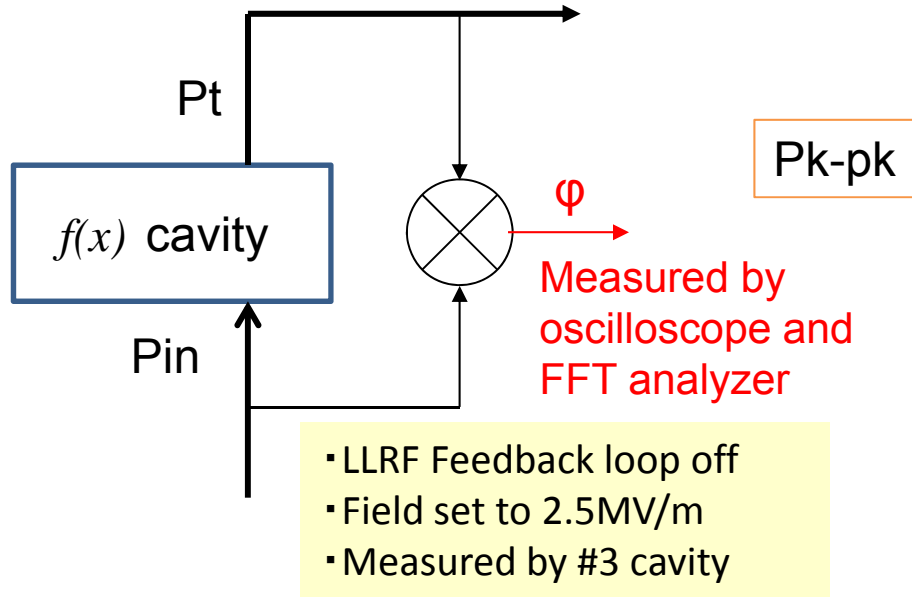 Pt
Pk-pk
f(x) cavity
φ
Measured by
oscilloscope and
FFT analyzer
Pin
・LLRF Feedback loop off
・Field set to 2.5MV/m
・Measured by #3 cavity